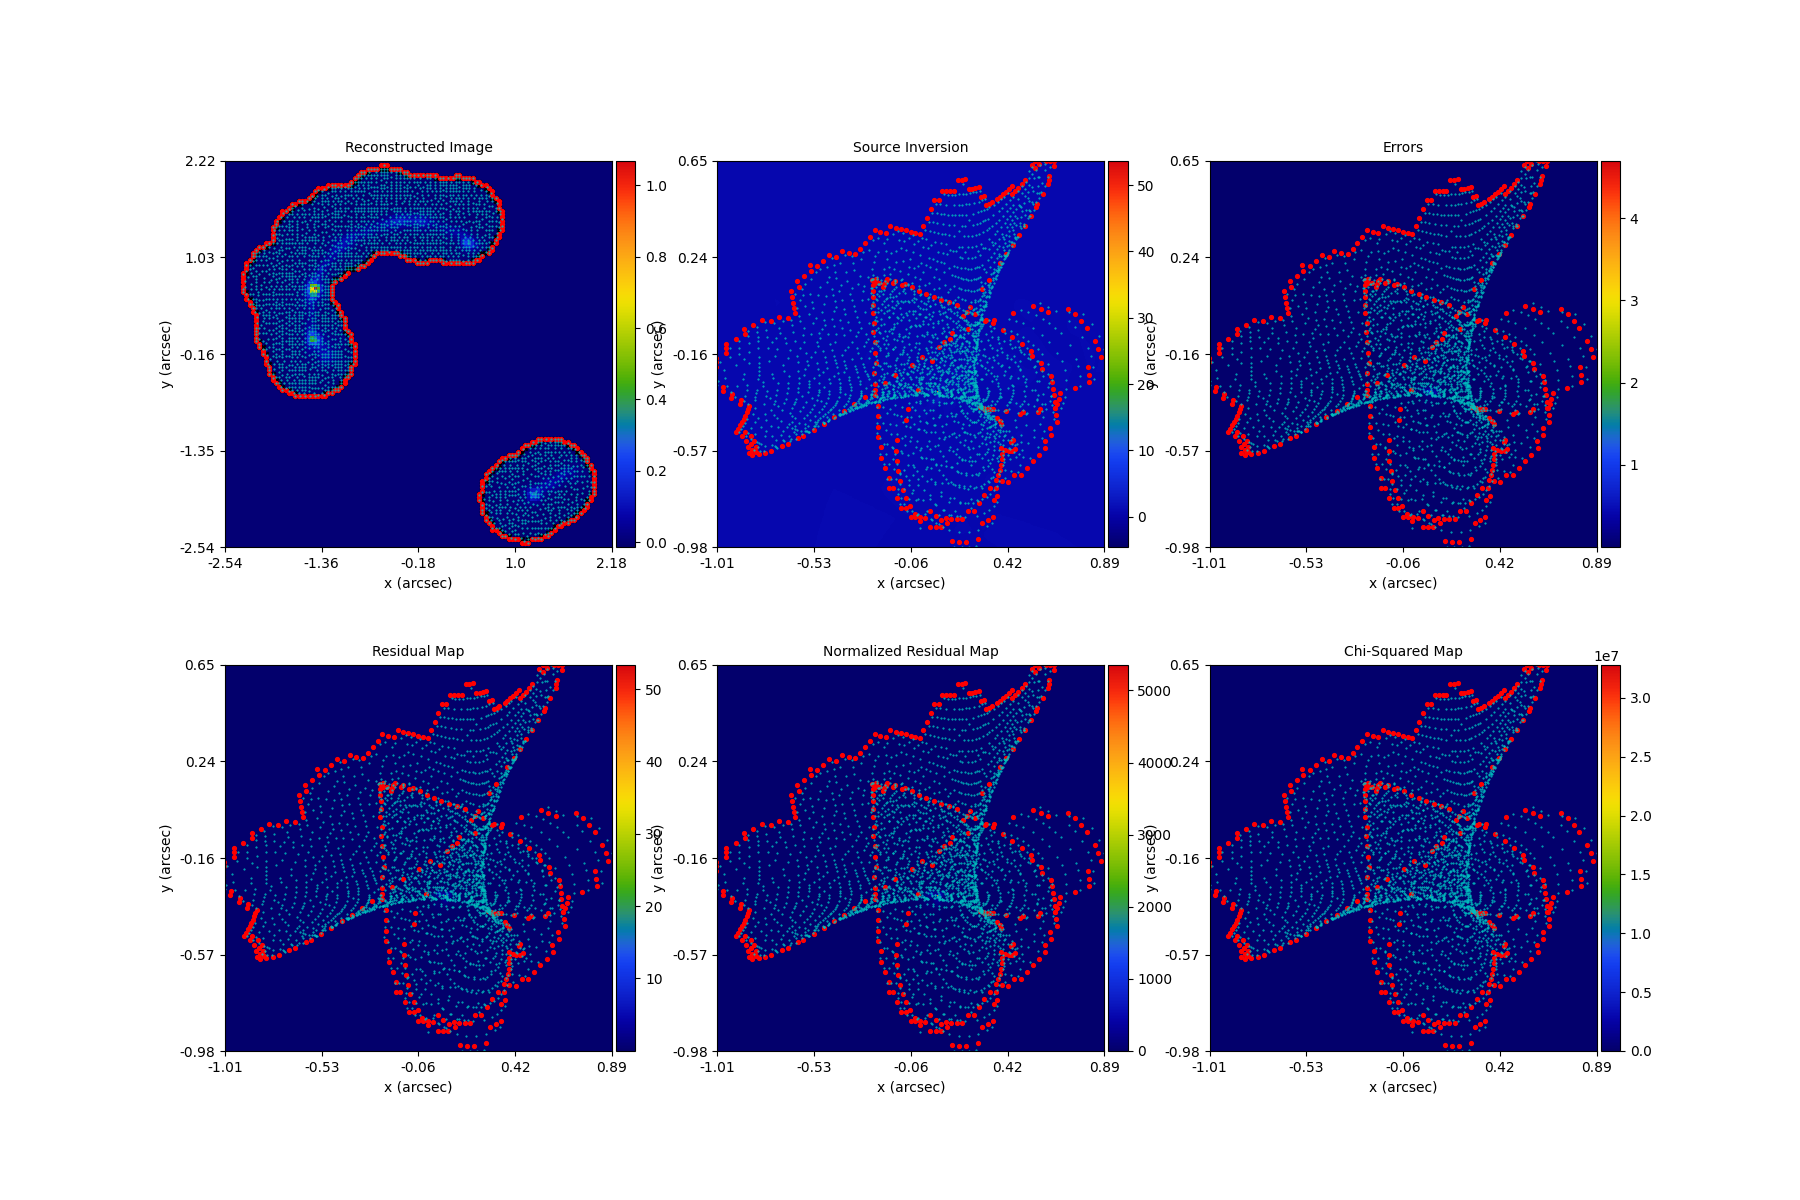 Reconstructed Image
2.22
1.03
-0.16
-1.35
-2.54
y (arcsec)
-2.54 -1.36 -0.18 1.0 2.18
x (arcsec)
1.0
0.8
0.6
0.4
0.2
0.0
Source Inversion
0.65
0.24
-0.16
-0.57
-0.98
y (arcsec)
-1.01 -0.53 -0.06 0.42 0.89
x (arcsec)
50
40
30
20
10
0
Errors
0.65
0.24
-0.16
-0.57
-0.98
y (arcsec)
-1.01 -0.53 -0.06 0.42 0.89
x (arcsec)
4
3
2
1
Residual Map
0.65
0.24
-0.16
-0.57
-0.98
y (arcsec)
-1.01 -0.53 -0.06 0.42 0.89
x (arcsec)
50
40
30
20
10
Normalized Residual Map
0.65
0.24
-0.16
-0.57
-0.98
y (arcsec)
-1.01 -0.53 -0.06 0.42 0.89
x (arcsec)
5000
4000
3000
2000
1000
0
Chi-Squared Map
0.65
0.24
-0.16
-0.57
-0.98
y (arcsec)
-1.01 -0.53 -0.06 0.42 0.89
x (arcsec)
1e7
3.0
2.5
2.0
1.5
1.0
0.5
0.0